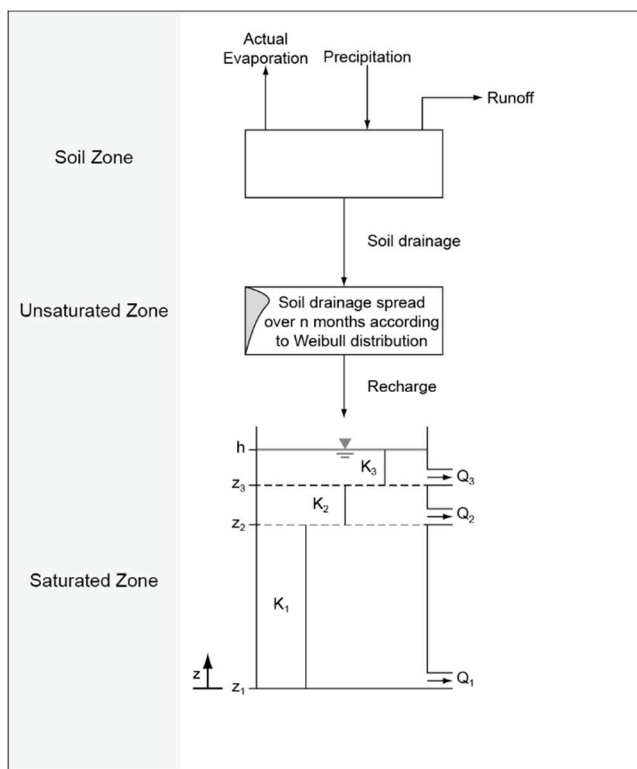 Actual
Evaporation
Precipitation
Runoff
Soil Zone
Soil drainage
Unsaturated Zone
Soil drainage spread
over n months according
to Weibull distribution
Recharge
h
K₃
Q₃
z₃
K₂
Q₂
z₂
Saturated Zone
K₁
z
z₁
Q₁